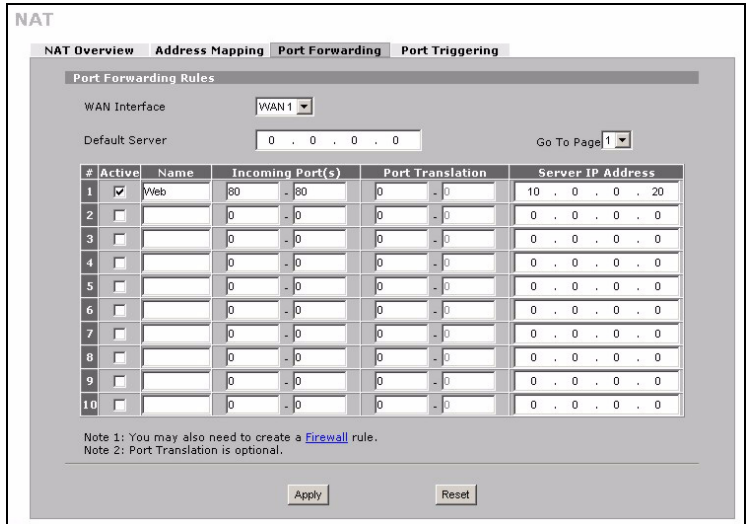 NAT
NAT Overview Address Mapping Port Forwarding Port Triggering
Port Forwarding Rules
WAN Interface WAN 1
Default Server 0 . 0 . 0 . 0 Go To Page 1
# Active Name Incoming Port(s) Port Translation Server IP Address
1 Web 80 - 80 0 - 0 10 . 0 . 0 . 20
2 0 - 0 0 - 0 0 . 0 . 0 . 0
3 0 - 0 0 - 0 0 . 0 . 0 . 0
4 0 - 0 0 - 0 0 . 0 . 0 . 0
5 0 - 0 0 - 0 0 . 0 . 0 . 0
6 0 - 0 0 - 0 0 . 0 . 0 . 0
7 0 - 0 0 - 0 0 . 0 . 0 . 0
8 0 - 0 0 - 0 0 . 0 . 0 . 0
9 0 - 0 0 - 0 0 . 0 . 0 . 0
10 0 - 0 0 - 0 0 . 0 . 0 . 0
Note 1: You may also need to create a Firewall rule.
Note 2: Port Translation is optional.
Apply Reset